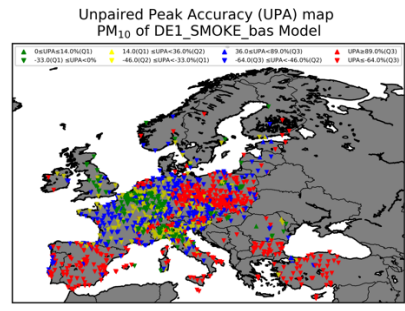 Unpaired Peak Accuracy (UPA) map
PM10 of DE1_SMOKE_bas Model
0≤UPA≤14.0%(Q1) 14.0(Q1) ≤UPA<36.0%(Q2) 36.0≤UPA<89.0%(Q3) UPA≥89.0%(Q3)
-33.0(Q1) ≤UPA<0% -46.0(Q2) ≤UPA<-33.0%(Q1) -64.0(Q3) ≤UPA<-46.0%(Q2) UPA≤-64.0%(Q3)